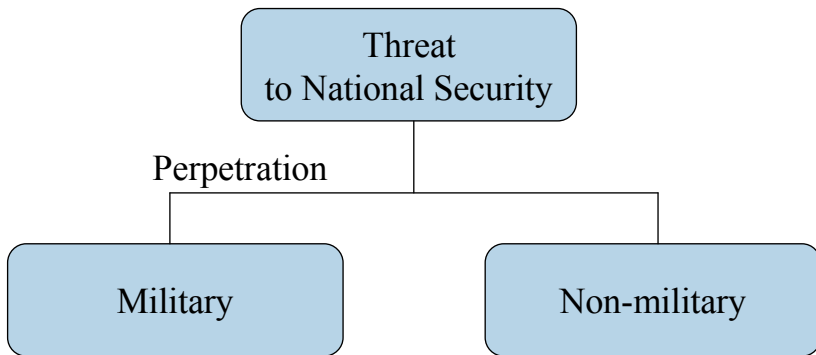 Threat
to National Security
Perpetration
Military
Non-military